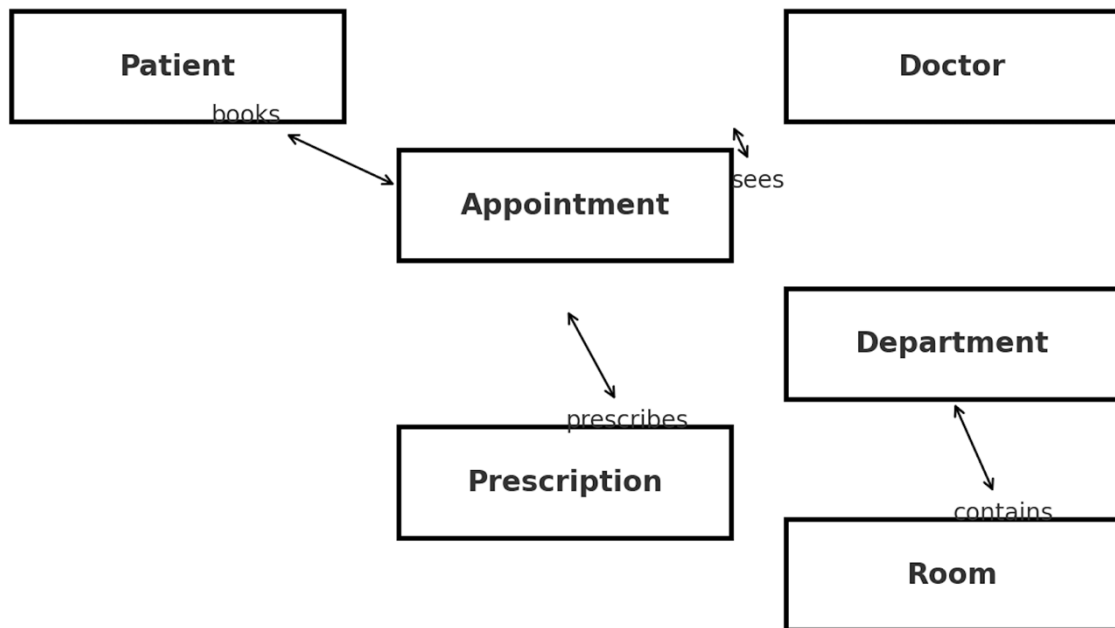 Patient
Doctor
books
sees
Appointment
Department
prescribes
Prescription
contains
Room